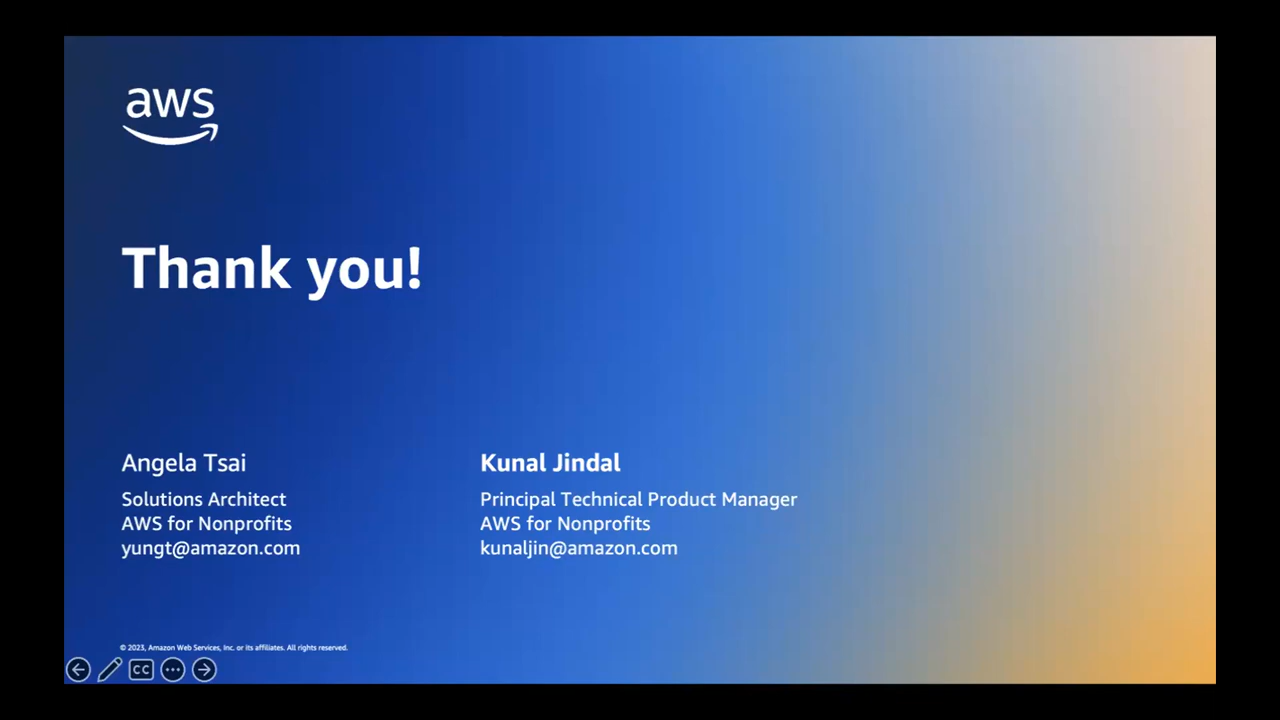 aws
Thank you!
Angela Tsai
Solutions Architect
AWS for Nonprofits
yungt@amazon.com
Kunal Jindal
Principal Technical Product Manager
AWS for Nonprofits
kunaljin@amazon.com
© 2023, Amazon Web Services, Inc. or its affiliates. All rights reserved.
CC